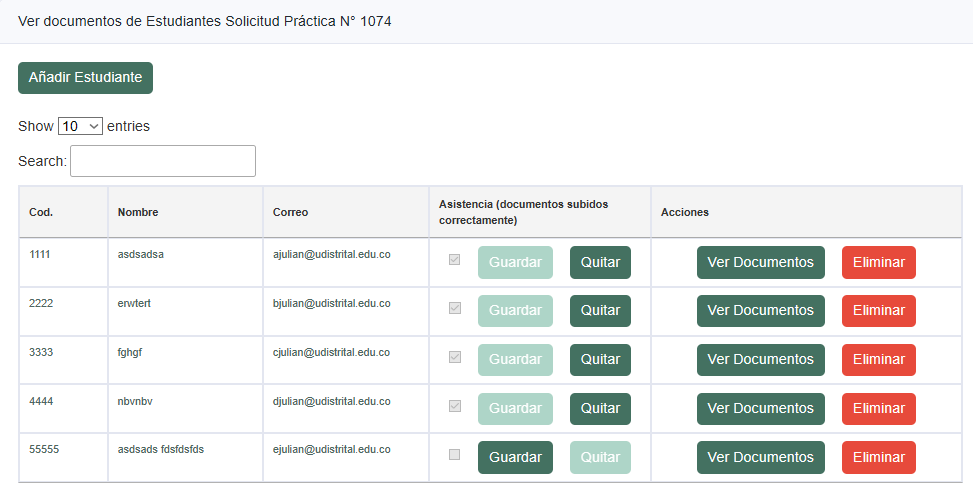 Ver documentos de Estudiantes Solicitud Práctica N° 1074
Añadir Estudiante
Show 10 entries
Search:
Cod. Nombre Correo Asistencia (documentos subidos correctamente) Acciones
1111 asdsadsa ajulian@udistrital.edu.co Guardar Quitar Ver Documentos Eliminar
2222 erwtert bjulian@udistrital.edu.co Guardar Quitar Ver Documentos Eliminar
3333 fghgf cjulian@udistrital.edu.co Guardar Quitar Ver Documentos Eliminar
4444 nbvnbv djulian@udistrital.edu.co Guardar Quitar Ver Documentos Eliminar
55555 asdsads fdsfdsfds ejulian@udistrital.edu.co Guardar Quitar Ver Documentos Eliminar